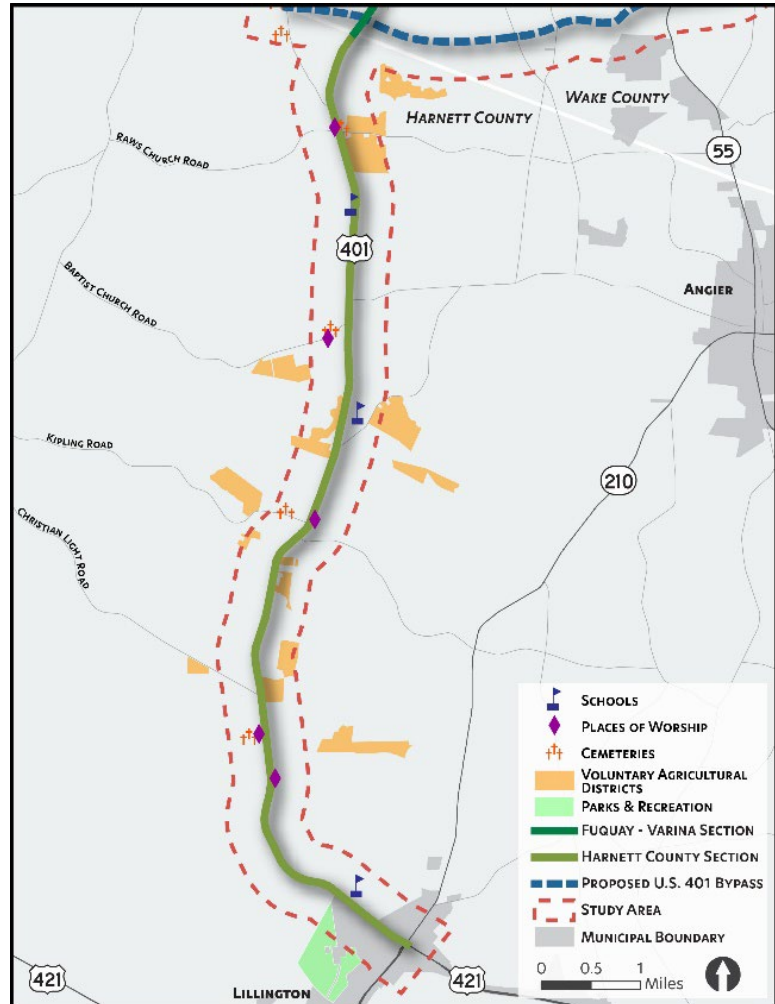 HARNETT COUNTY
WAKE COUNTY
RAWS CHURCH ROAD
55
401
BAPTIST CHURCH ROAD
ANGIER
KIPLING ROAD
210
CHRISTIAN LIGHT ROAD
SCHOOLS
PLACES OF WORSHIP
CEMETERIES
VOLUNTARY AGRICULTURAL
DISTRICTS
PARKS & RECREATION
FUQUAY - VARINA SECTION
HARNETT COUNTY SECTION
PROPOSED U.S. 401 BYPASS
STUDY AREA
MUNICIPAL BOUNDARY
0 0.5 1
MILES
421
LILLINGTON
421